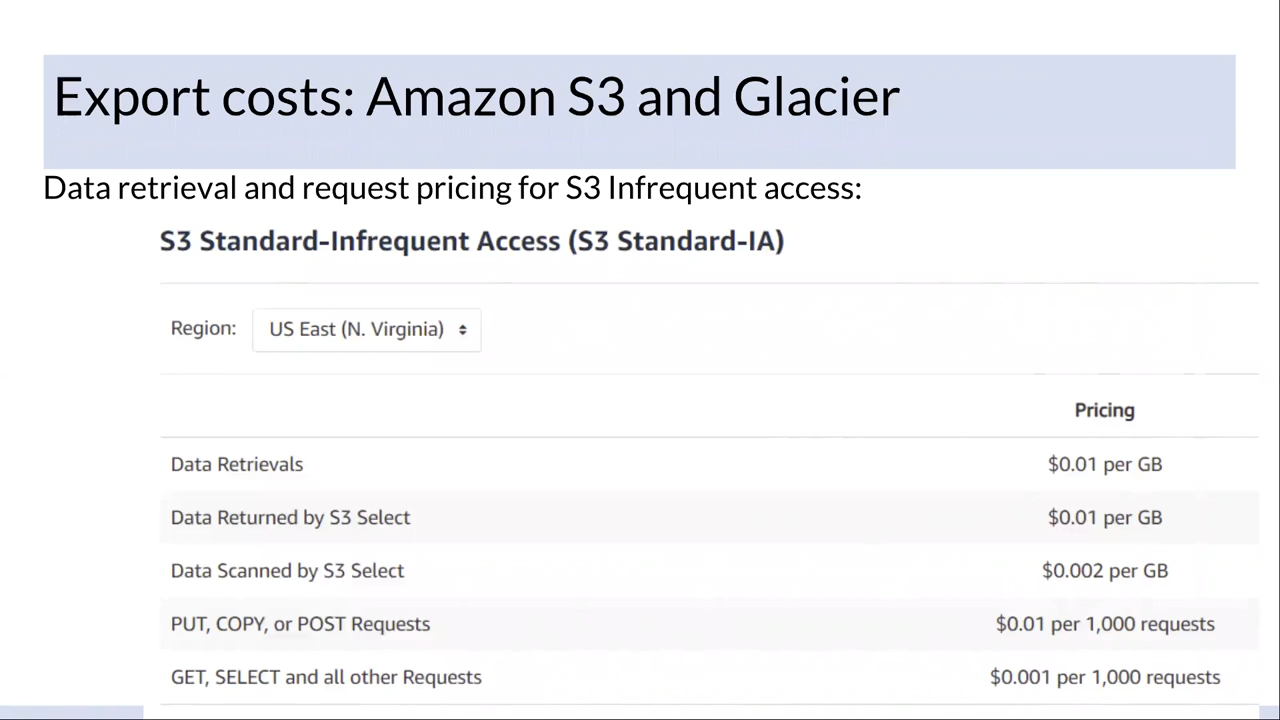 Export costs: Amazon S3 and Glacier
Data retrieval and request pricing for S3 Infrequent access:
S3 Standard-Infrequent Access (S3 Standard-IA)
Region: US East (N. Virginia)
Pricing
Data Retrievals $0.01 per GB
Data Returned by S3 Select $0.01 per GB
Data Scanned by S3 Select $0.002 per GB
PUT, COPY, or POST Requests $0.01 per 1,000 requests
GET, SELECT and all other Requests $0.001 per 1,000 requests